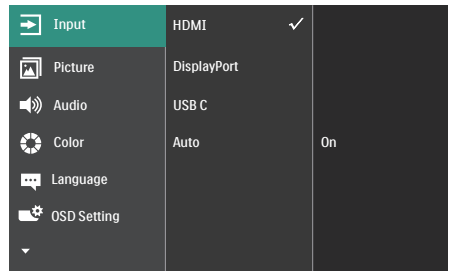 Input HDMI
Picture DisplayPort
Audio USB C
Color Auto On
Language
OSD Setting